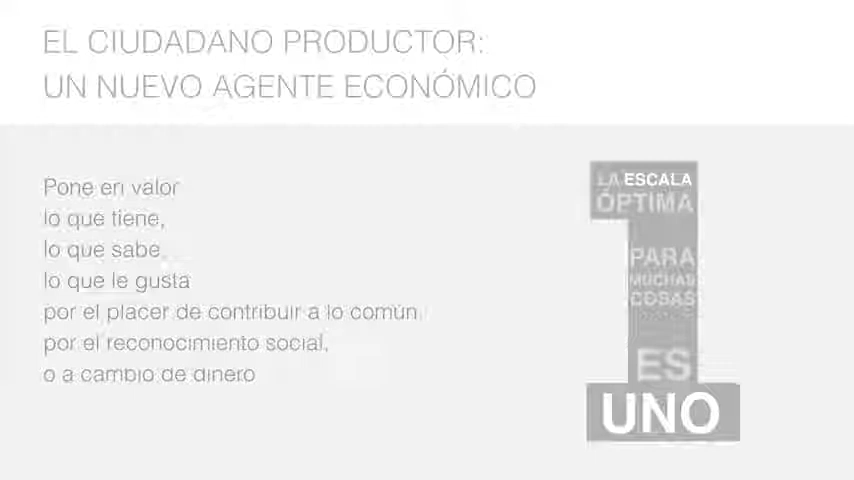 EL CIUDADANO PRODUCTOR:
UN NUEVO AGENTE ECONÓMICO
Pone en valor
lo que tiene,
lo que sabe,
lo que le gusta
por el placer de contribuir a lo común,
por el reconocimiento social,
o a cambio de dinero
LA ESCALA
ÓPTIMA
PARA
MUCHAS
COSAS
ES
UNO